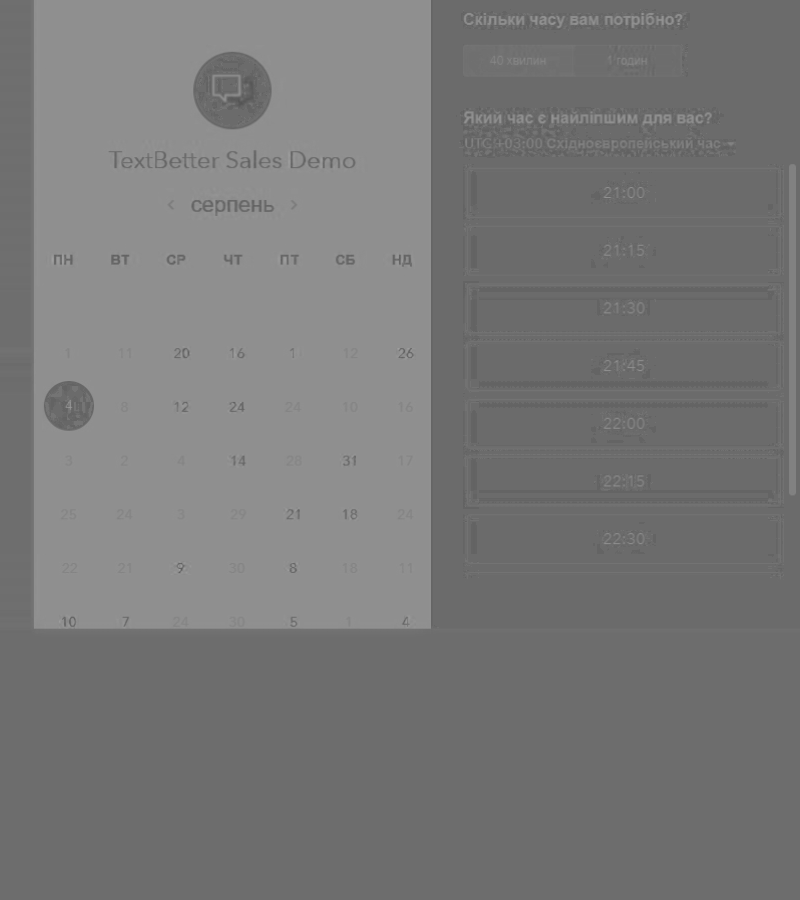 TextBetter Sales Demo
серпень
ПН ВТ СР ЧТ ПТ СБ НД
1 11 20 16 1 12 26
4 8 12 24 24 10 16
3 2 4 14 28 31 17
25 24 3 29 21 18 24
22 21 9 30 8 18 11
10 7 24 30 5 1 4
Скільки часу вам потрібно?
40 хвилин 1 годин
Який час є найліпшим для вас?
UTC+03:00 Східноєвропейський час
21:00
21:15
21:30
21:45
22:00
22:15
22:30